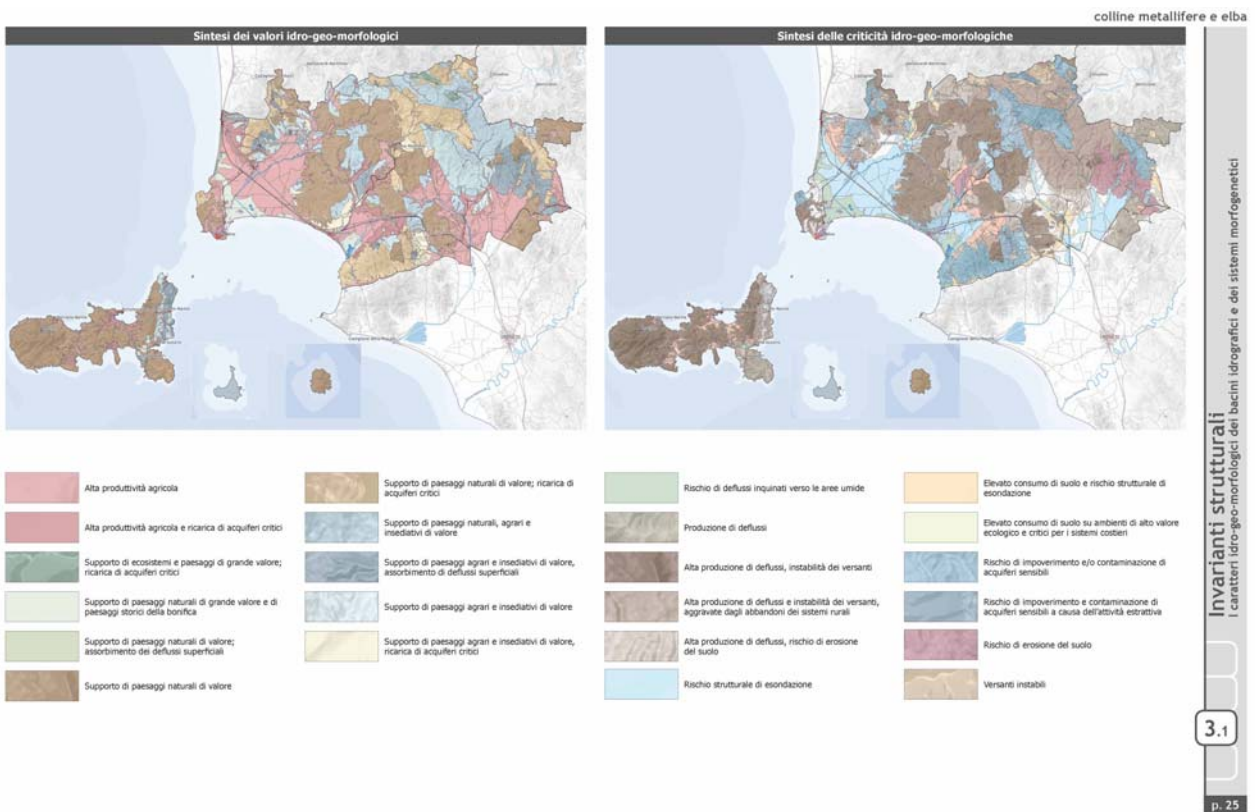 colline metallifere e elba
Sintesi dei valori idro-geo-morfologici
Sintesi delle criticità idro-geo-morfologiche
Alta produttività agricola
Alta produttività agricola e ricarica di acquiferi critici
Supporto di ecosistemi e paesaggi di grande valore;
ricarica di acquiferi critici
Supporto di paesaggi naturali di grande valore e di
paesaggi storici della bonifica
Supporto di paesaggi naturali di valore;
assorbimento dei deflussi superficiali
Supporto di paesaggi naturali di valore
Supporto di paesaggi naturali di valore; ricarica di
acquiferi critici
Supporto di paesaggi naturali, agrari e
insediativi di valore
Supporto di paesaggi agrari e insediativi di valore,
assorbimento di deflussi superficiali
Supporto di paesaggi agrari e insediativi di valore
Supporto di paesaggi agrari e insediativi di valore,
ricarica di acquiferi critici
Rischio di deflussi inquinati verso le aree umide
Produzione di deflussi
Alta produzione di deflussi, instabilità dei versanti
Alta produzione di deflussi e instabilità dei versanti,
aggravate dagli abbandoni dei sistemi rurali
Alta produzione di deflussi, rischio di erosione
del suolo
Rischio strutturale di esondazione
Elevato consumo di suolo e rischio strutturale di
esondazione
Elevato consumo di suolo su ambienti di alto valore
ecologico e critici per i sistemi costieri
Rischio di impoverimento e/o contaminazione di
acquiferi sensibili
Rischio di impoverimento e contaminazione di
acquiferi sensibili a causa dell'attività estrattiva
Rischio di erosione del suolo
Versanti instabili
Invarianti strutturali
I caratteri idro-geo-morfologici dei bacini idrografici e dei sistemi morfogenetici
3.1
p. 25